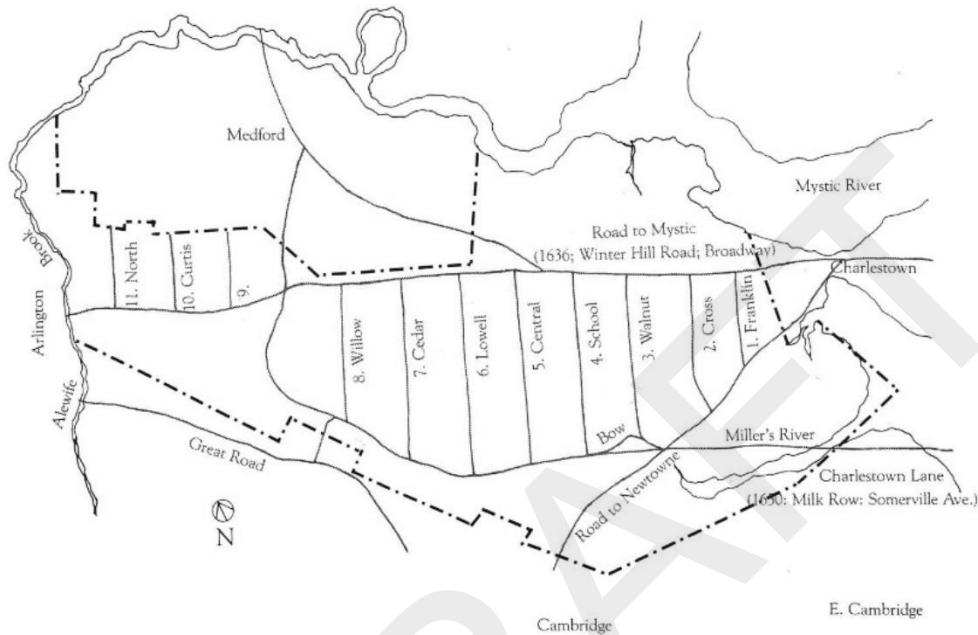 Medford
Mystic River
Road to Mystic
(1636; Winter Hill Road; Broadway)
Charlestown
Brook
Arlington
Alewife
11. North
10. Curtis
9.
8. Willow
7. Cedar
6. Lowell
5. Central
4. School
3. Walnut
2. Cross
1. Franklin
Bow
Miller's River
Great Road
Road to Newtowne
Charlestown Lane
(1650: Milk Row: Somerville Ave.)
N
E. Cambridge
Cambridge
DRAFT